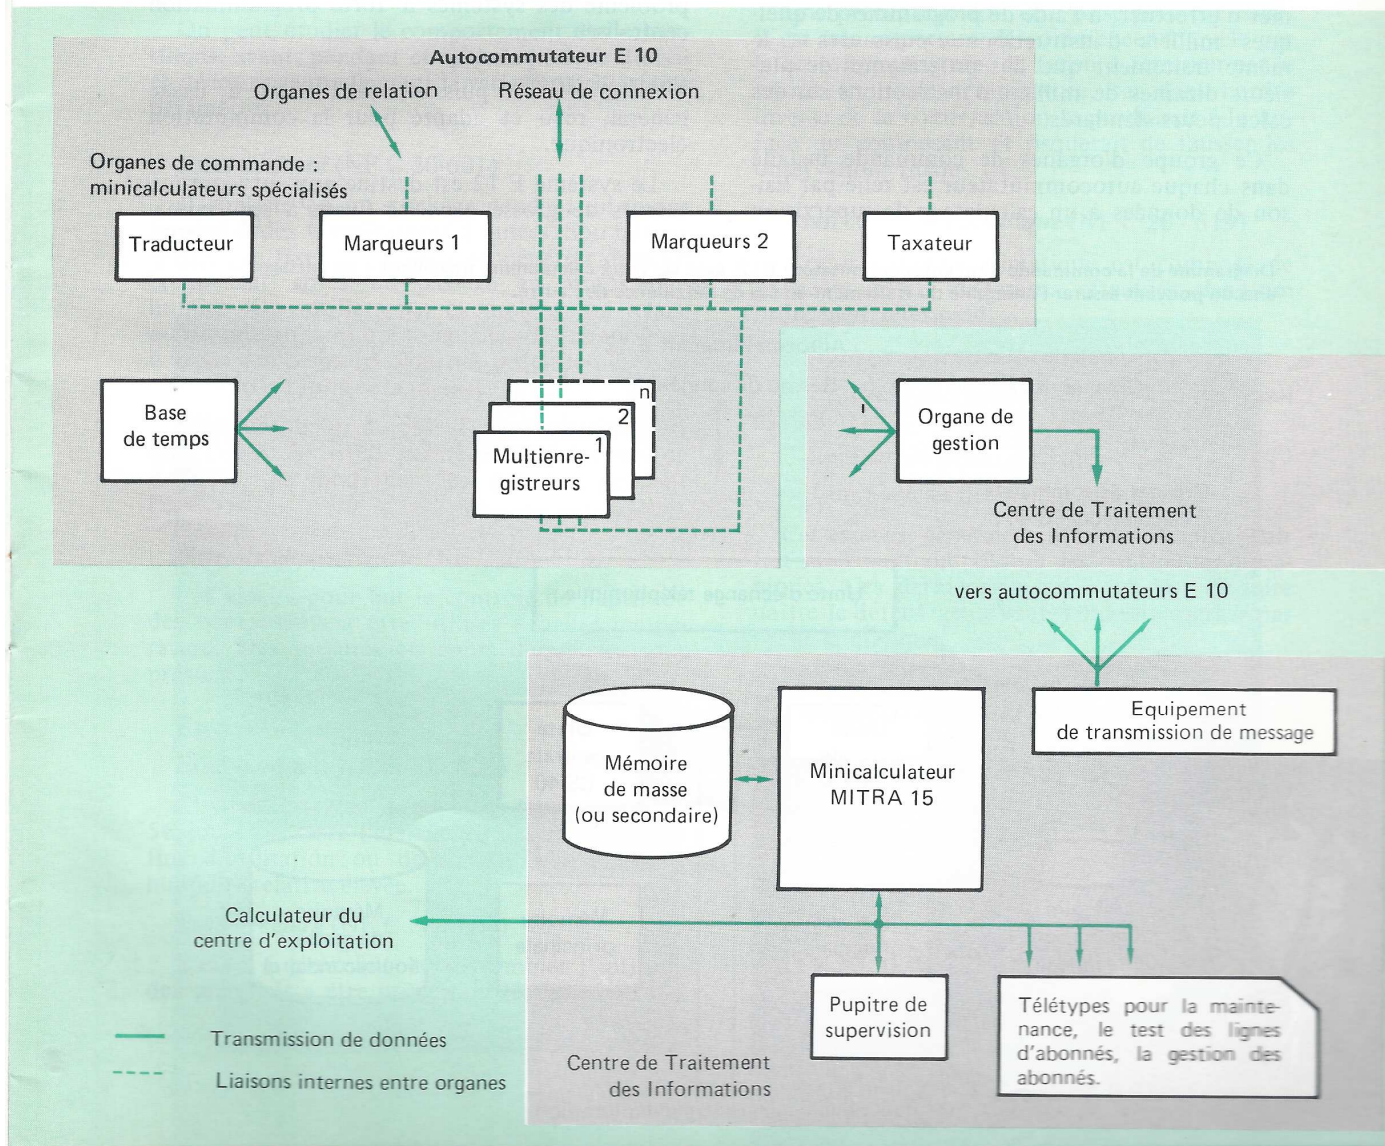 Autocommutateur E 10
Organes de relation
Réseau de connexion
Organes de commande :
minicalculateurs spécialisés
Traducteur
Marqueurs 1
Marqueurs 2
Taxateur
Base
de temps
n
2
1
Multienre-
gistreurs
Organe de
gestion
Centre de Traitement
des Informations
vers autocommutateurs E 10
Equipement
de transmission de message
Mémoire
de masse
(ou secondaire)
Minicalculateur
MITRA 15
Calculateur du
centre d'exploitation
Pupitre de
supervision
Télétypes pour la mainte-
nance, le test des lignes
d'abonnés, la gestion des
abonnés.
Transmission de données
Liaisons internes entre organes
Centre de Traitement
des Informations